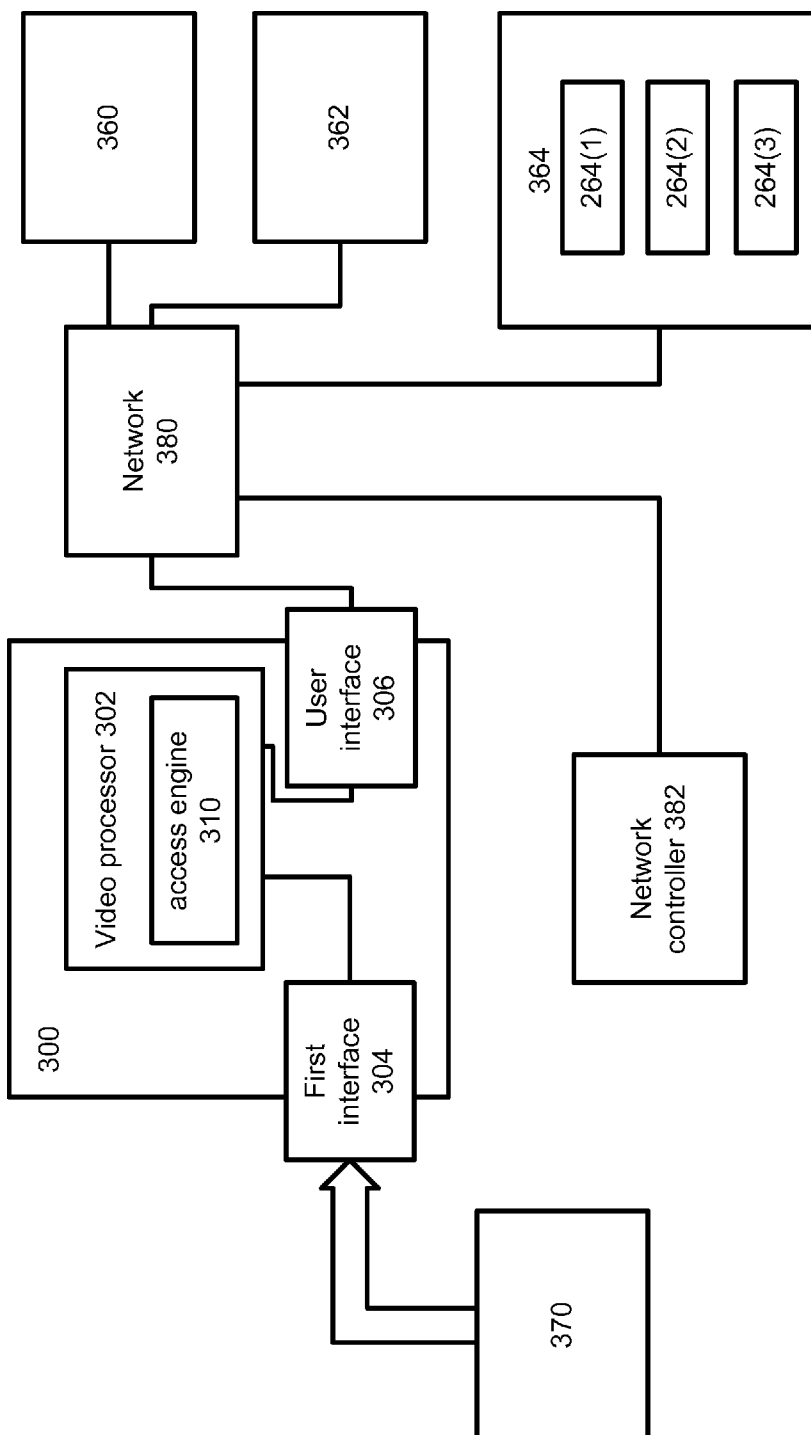 370
300
First
interface
304
Video processor 302
access engine
310
User
interface
306
Network
controller 382
Network
380
360
362
364
264(1)
264(2)
264(3)